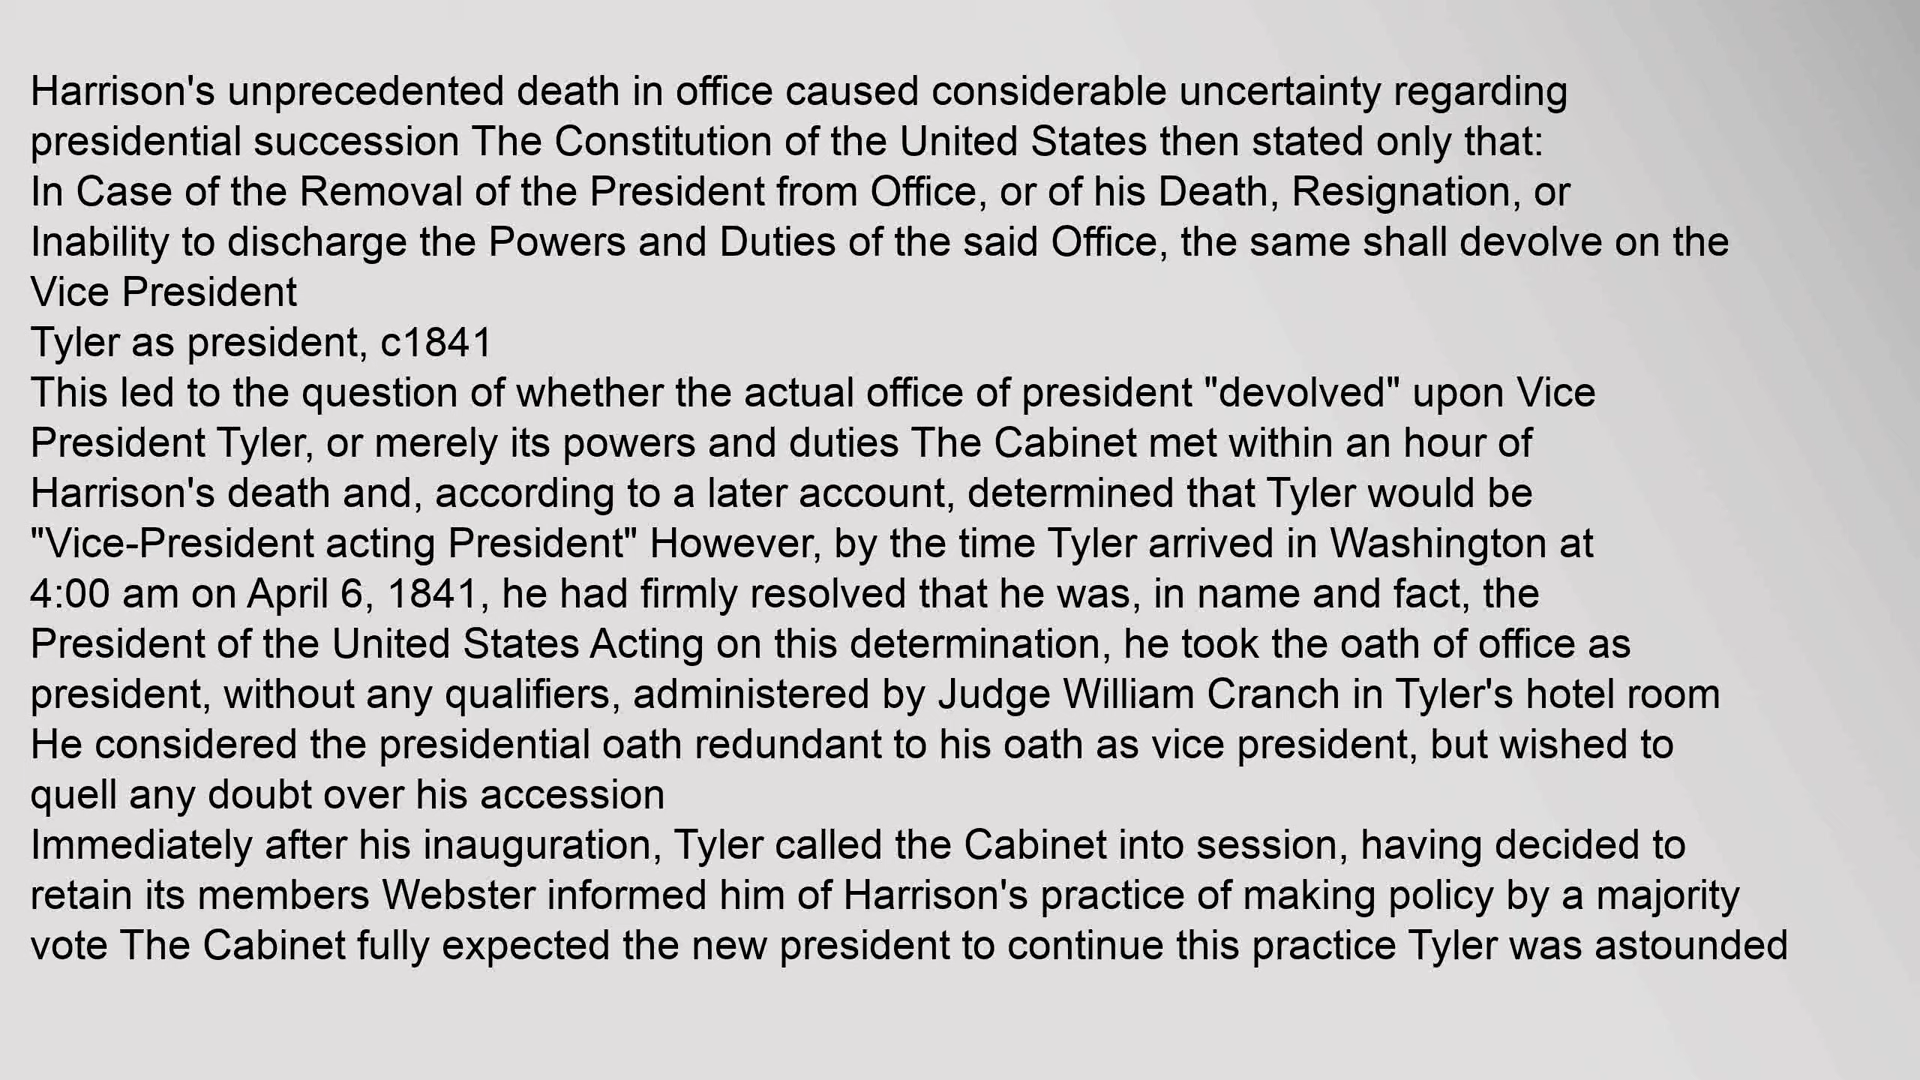 Harrison's unprecedented death in office caused considerable uncertainty regarding
presidential succession The Constitution of the United States then stated only that:
In Case of the Removal of the President from Office, or of his Death, Resignation, or
Inability to discharge the Powers and Duties of the said Office, the same shall devolve on the
Vice President
Tyler as president, c1841
This led to the question of whether the actual office of president "devolved" upon Vice
President Tyler, or merely its powers and duties The Cabinet met within an hour of
Harrison's death and, according to a later account, determined that Tyler would be
"Vice-President acting President" However, by the time Tyler arrived in Washington at
4:00 am on April 6, 1841, he had firmly resolved that he was, in name and fact, the
President of the United States Acting on this determination, he took the oath of office as
president, without any qualifiers, administered by Judge William Cranch in Tyler's hotel room
He considered the presidential oath redundant to his oath as vice president, but wished to
quell any doubt over his accession
Immediately after his inauguration, Tyler called the Cabinet into session, having decided to
retain its members Webster informed him of Harrison's practice of making policy by a majority
vote The Cabinet fully expected the new president to continue this practice Tyler was astounded